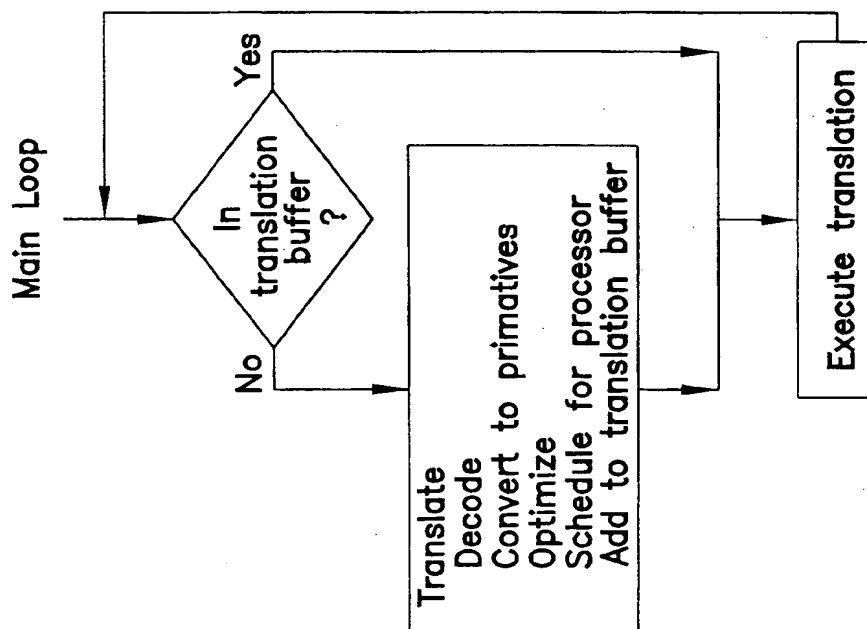 Main Loop
In
translation
buffer
?
Yes
No
Translate
Decode
Convert to primatives
Optimize
Schedule for processor
Add to translation buffer
Execute translation